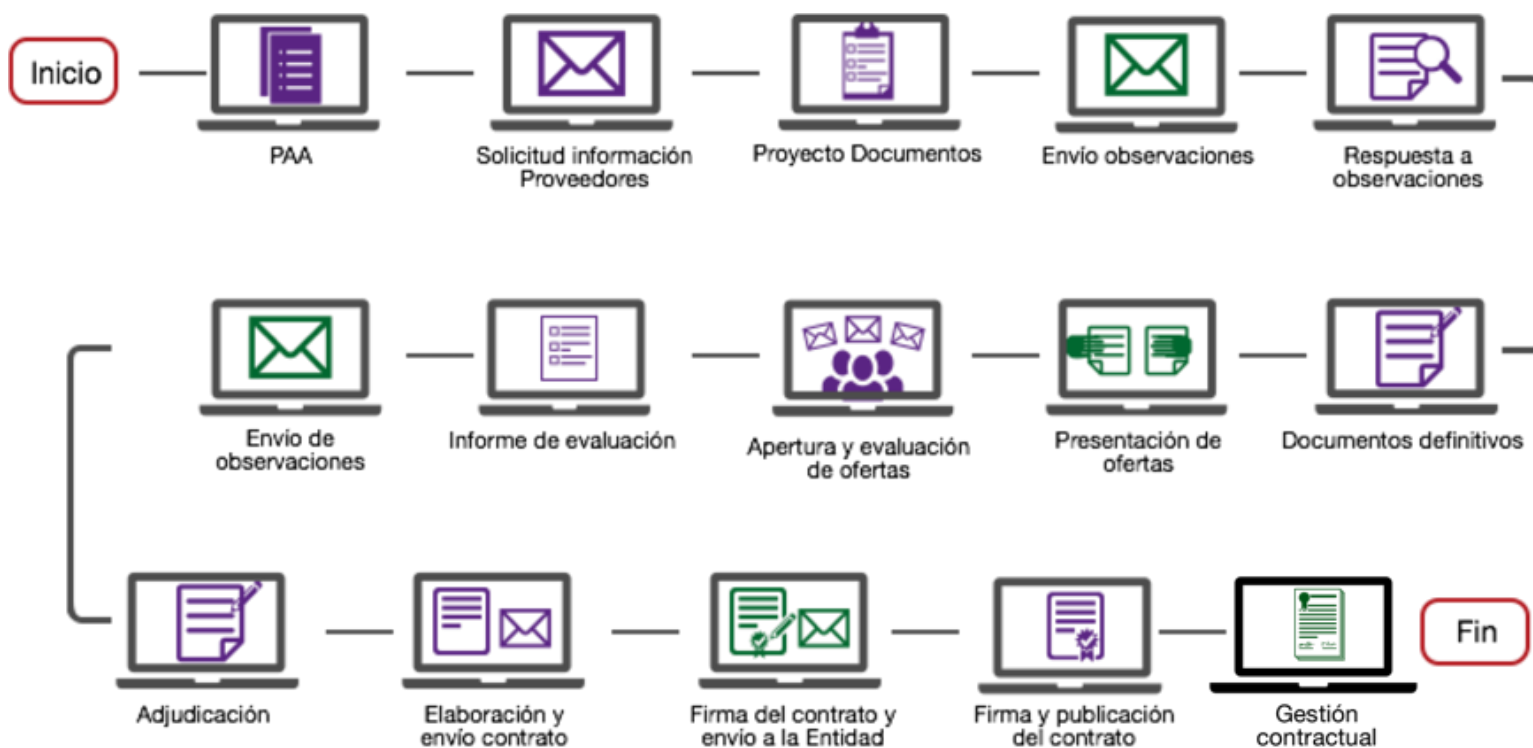 Inicio
PAA
Solicitud información
Proveedores
Proyecto Documentos
Envío observaciones
Respuesta a
observaciones
Envío de
observaciones
Informe de evaluación
Apertura y evaluación
de ofertas
Presentación de
ofertas
Documentos definitivos
Adjudicación
Elaboración y
envío contrato
Firma del contrato y
envío a la Entidad
Firma y publicación
del contrato
Gestión
contractual
Fin